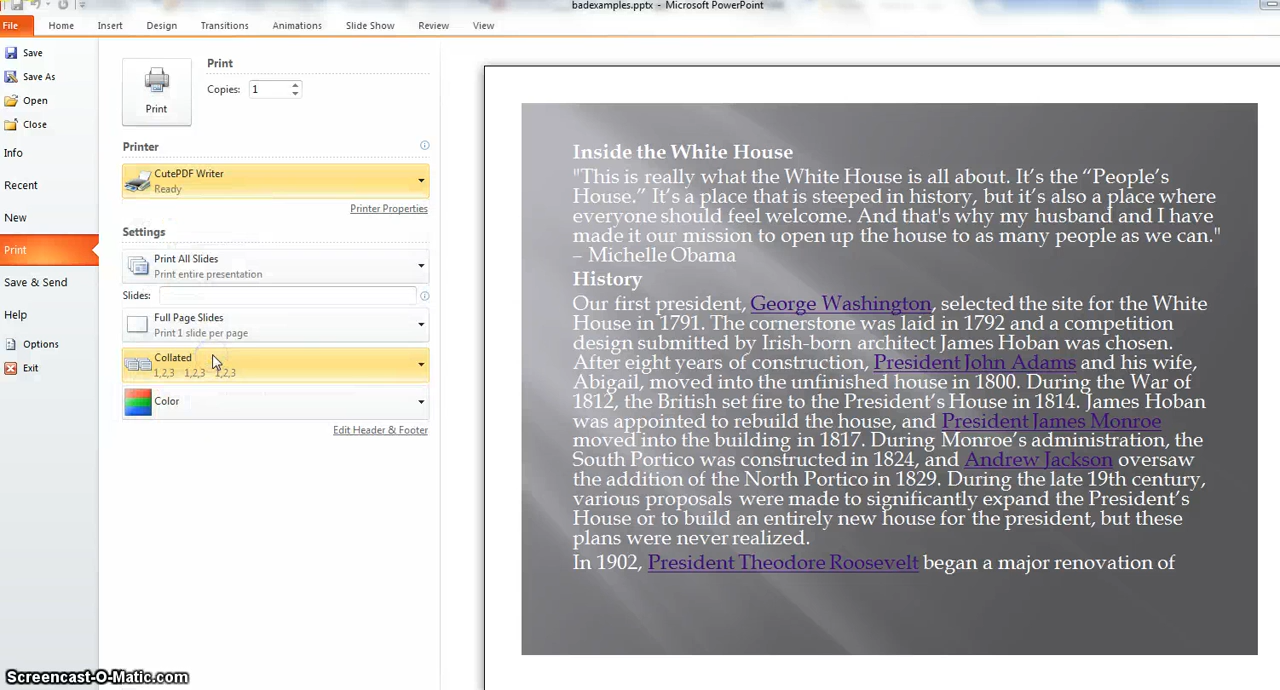 badexamples.pptx - Microsoft PowerPoint
File Home Insert Design Transitions Animations Slide Show Review View
Save
Save As
Open
Close
Info
Recent
New
Print
Save & Send
Help
Options
Exit
Print
Print
Copies: 1
Printer
CutePDF Writer
Ready
Printer Properties
Settings
Print All Slides
Print entire presentation
Slides:
Full Page Slides
Print 1 slide per page
Collated
1,2,3 1,2,3 1,2,3
Color
Edit Header & Footer
Inside the White House
"This is really what the White House is all about. It’s the “People’s
House.” It’s a place that is steeped in history, but it’s also a place where
everyone should feel welcome. And that's why my husband and I have
made it our mission to open up the house to as many people as we can."
– Michelle Obama
History
Our first president, George Washington, selected the site for the White
House in 1791. The cornerstone was laid in 1792 and a competition
design submitted by Irish-born architect James Hoban was chosen.
After eight years of construction, President John Adams and his wife,
Abigail, moved into the unfinished house in 1800. During the War of
1812, the British set fire to the President’s House in 1814. James Hoban
was appointed to rebuild the house, and President James Monroe
moved into the building in 1817. During Monroe’s administration, the
South Portico was constructed in 1824, and Andrew Jackson oversaw
the addition of the North Portico in 1829. During the late 19th century,
various proposals were made to significantly expand the President’s
House or to build an entirely new house for the president, but these
plans were never realized.
In 1902, President Theodore Roosevelt began a major renovation of
Screencast-O-Matic.com